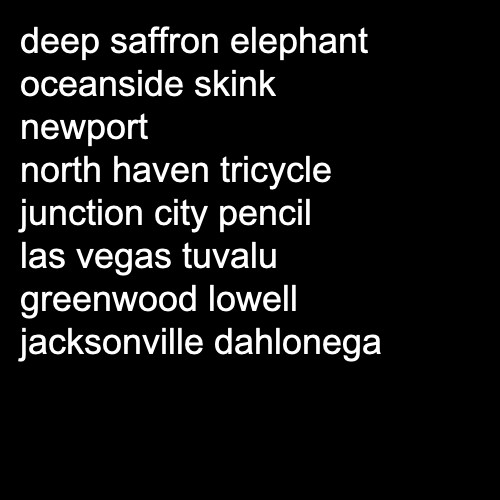 deep saffron elephant
oceanside skink
newport
north haven tricycle
junction city pencil
las vegas tuvalu
greenwood lowell
jacksonville dahlonega